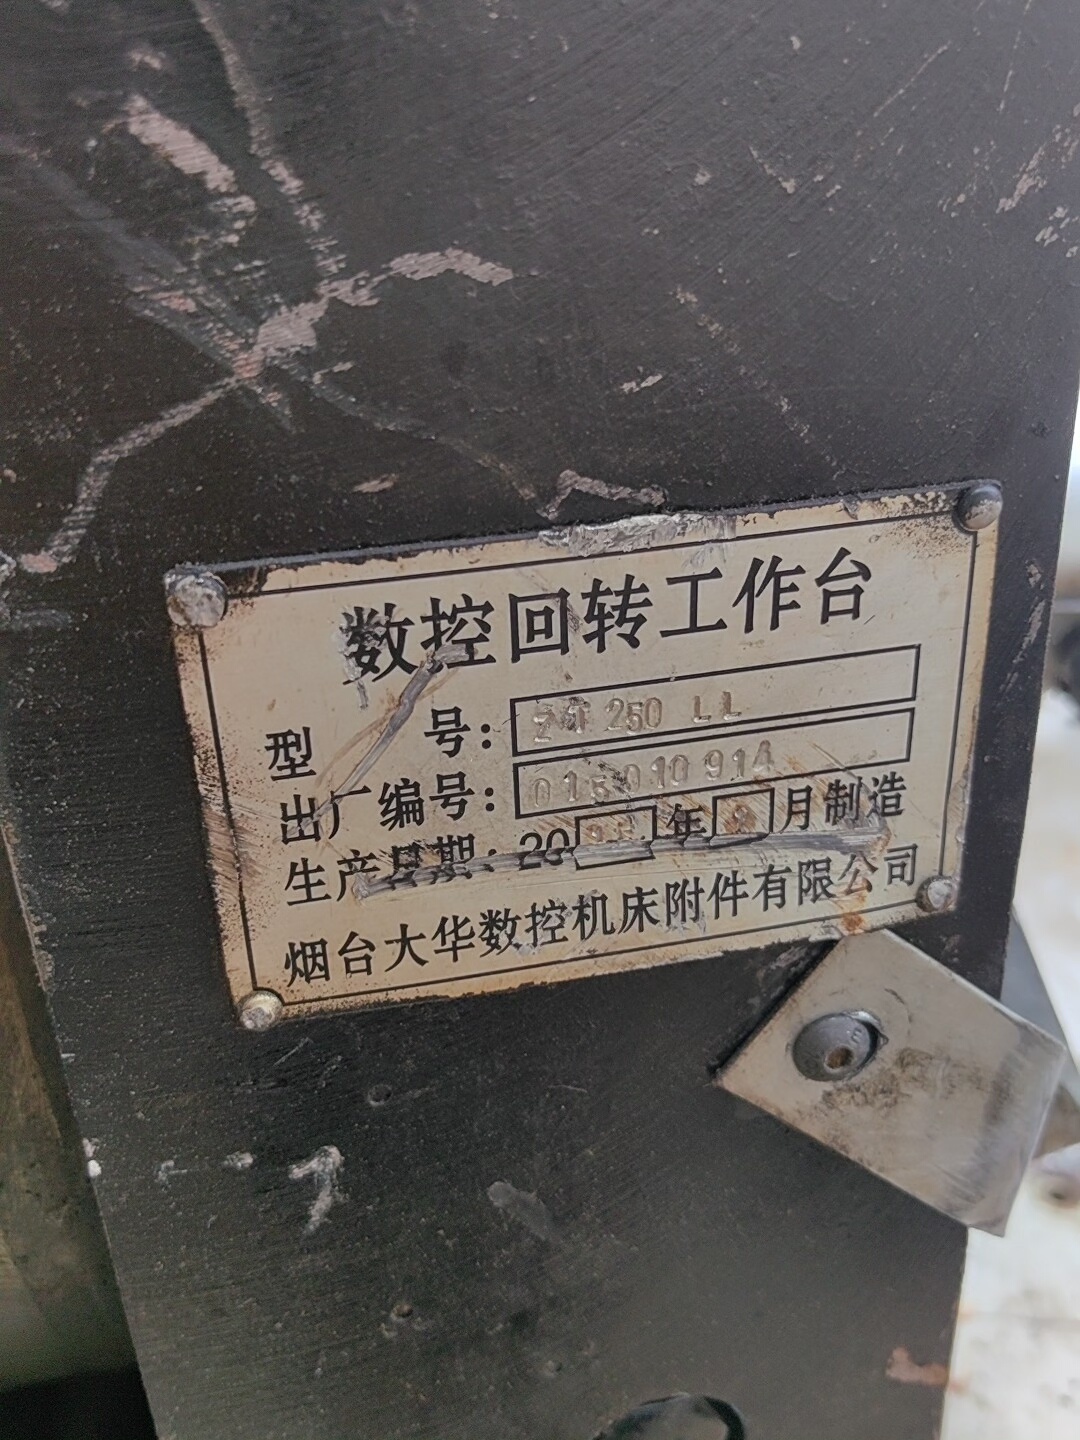 数控回转工作台
型 号: ZT 250 LL
出厂编号: 015010914
生产日期: 20 年 月制造
烟台大华数控机床附件有限公司